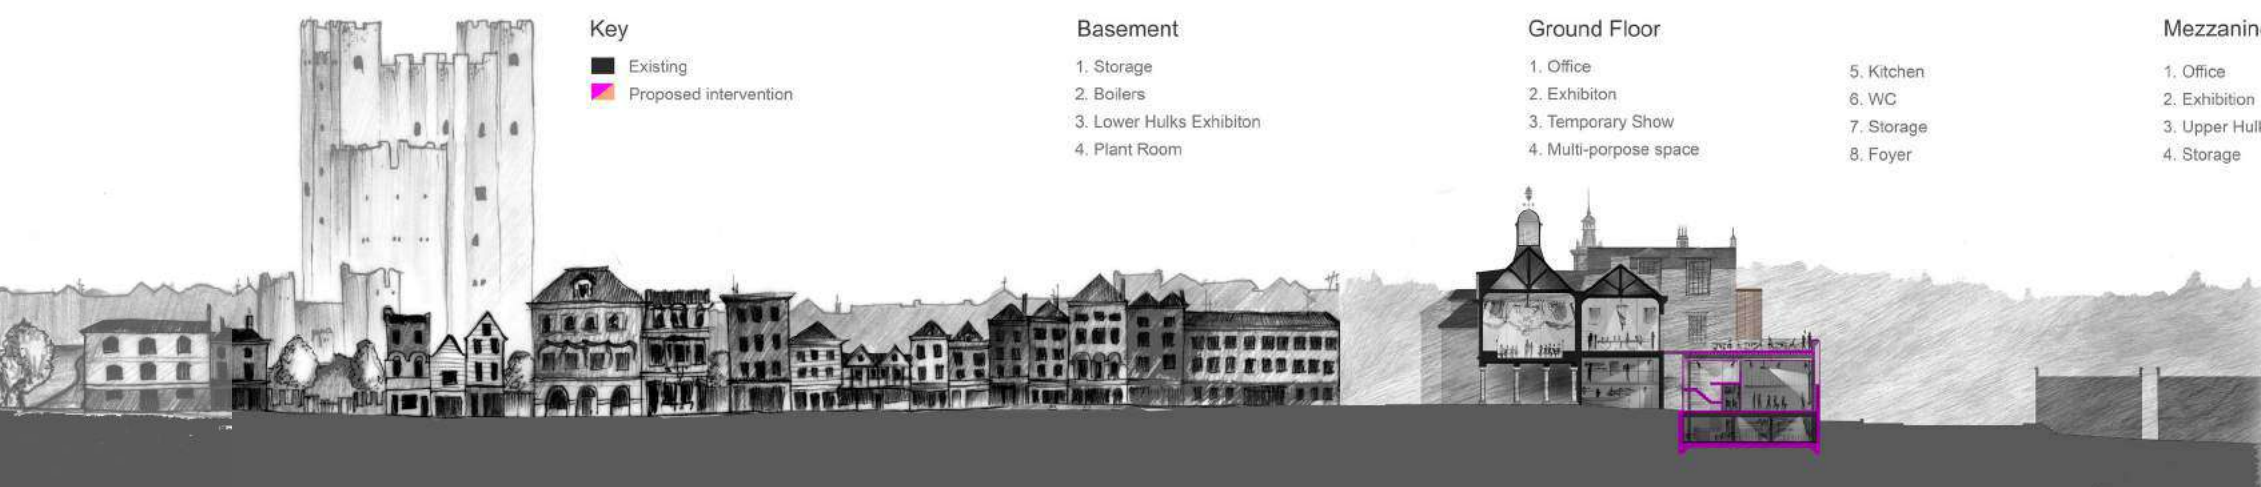 Key
Existing
Proposed intervention
Basement
1. Storage
2. Boilers
3. Lower Hulks Exhibiton
4. Plant Room
Ground Floor
1. Office
2. Exhibiton
3. Temporary Show
4. Multi-porpose space
5. Kitchen
6. WC
7. Storage
8. Foyer
1. Office
2. Exhibition
3. Upper
4. Storage